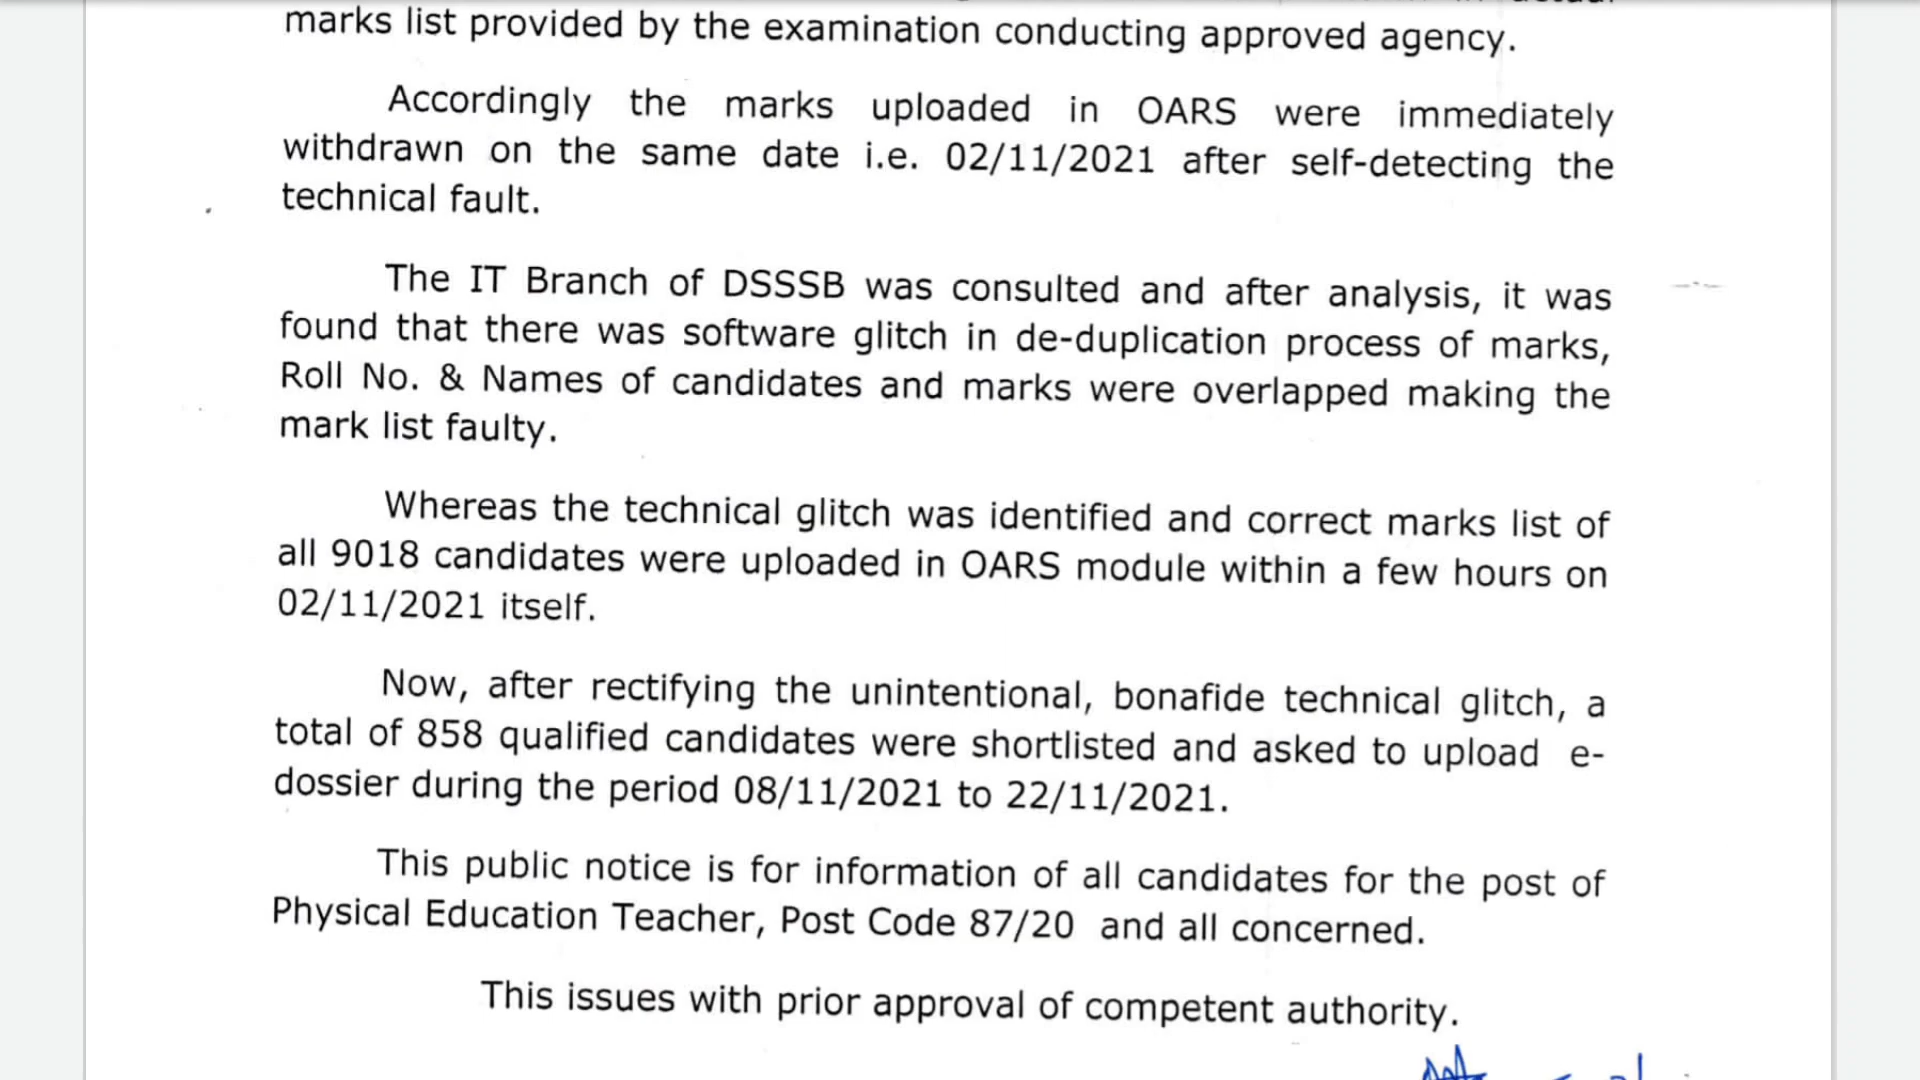 marks list provided by the examination conducting approved agency.
Accordingly the marks uploaded in OARS were immediately
withdrawn on the same date i.e. 02/11/2021 after self-detecting the
technical fault.
The IT Branch of DSSSB was consulted and after analysis, it was
found that there was software glitch in de-duplication process of marks,
Roll No. & Names of candidates and marks were overlapped making the
mark list faulty.
Whereas the technical glitch was identified and correct marks list of
all 9018 candidates were uploaded in OARS module within a few hours on
02/11/2021 itself.
Now, after rectifying the unintentional, bonafide technical glitch, a
total of 858 qualified candidates were shortlisted and asked to upload e-
dossier during the period 08/11/2021 to 22/11/2021.
This public notice is for information of all candidates for the post of
Physical Education Teacher, Post Code 87/20 and all concerned.
This issues with prior approval of competent authority.